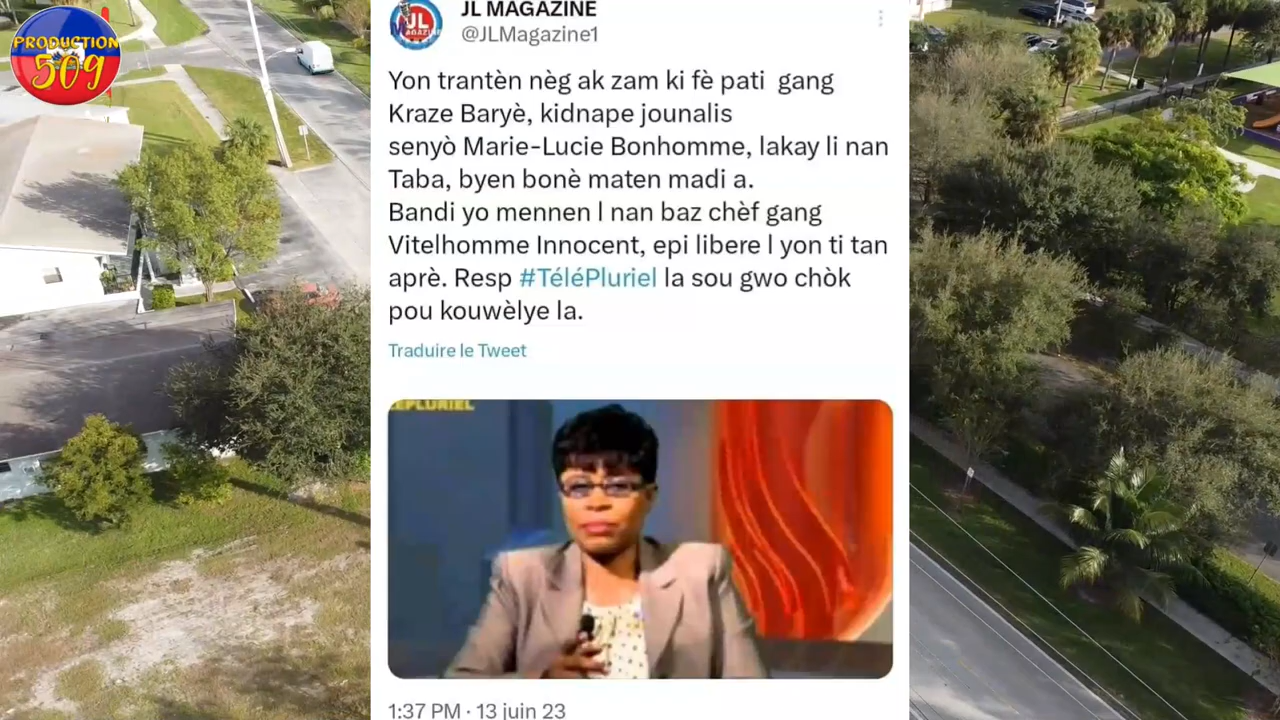 PRODUCTION
509
JL
MAGAZINE
JL MAGAZINE
@JLMagazine1
Yon trantèn nèg ak zam ki fè pati gang
Kraze Baryè, kidnape jounalis
senyò Marie-Lucie Bonhomme, lakay li nan
Taba, byen bonè maten madi a.
Bandi yo mennen l nan baz chèf gang
Vitelhomme Innocent, epi libere l yon ti tan
aprè. Resp #TéléPluriel la sou gwo chòk
pou kouwèlye la.
Traduire le Tweet
EPLURIEL
1:37 PM · 13 juin 23